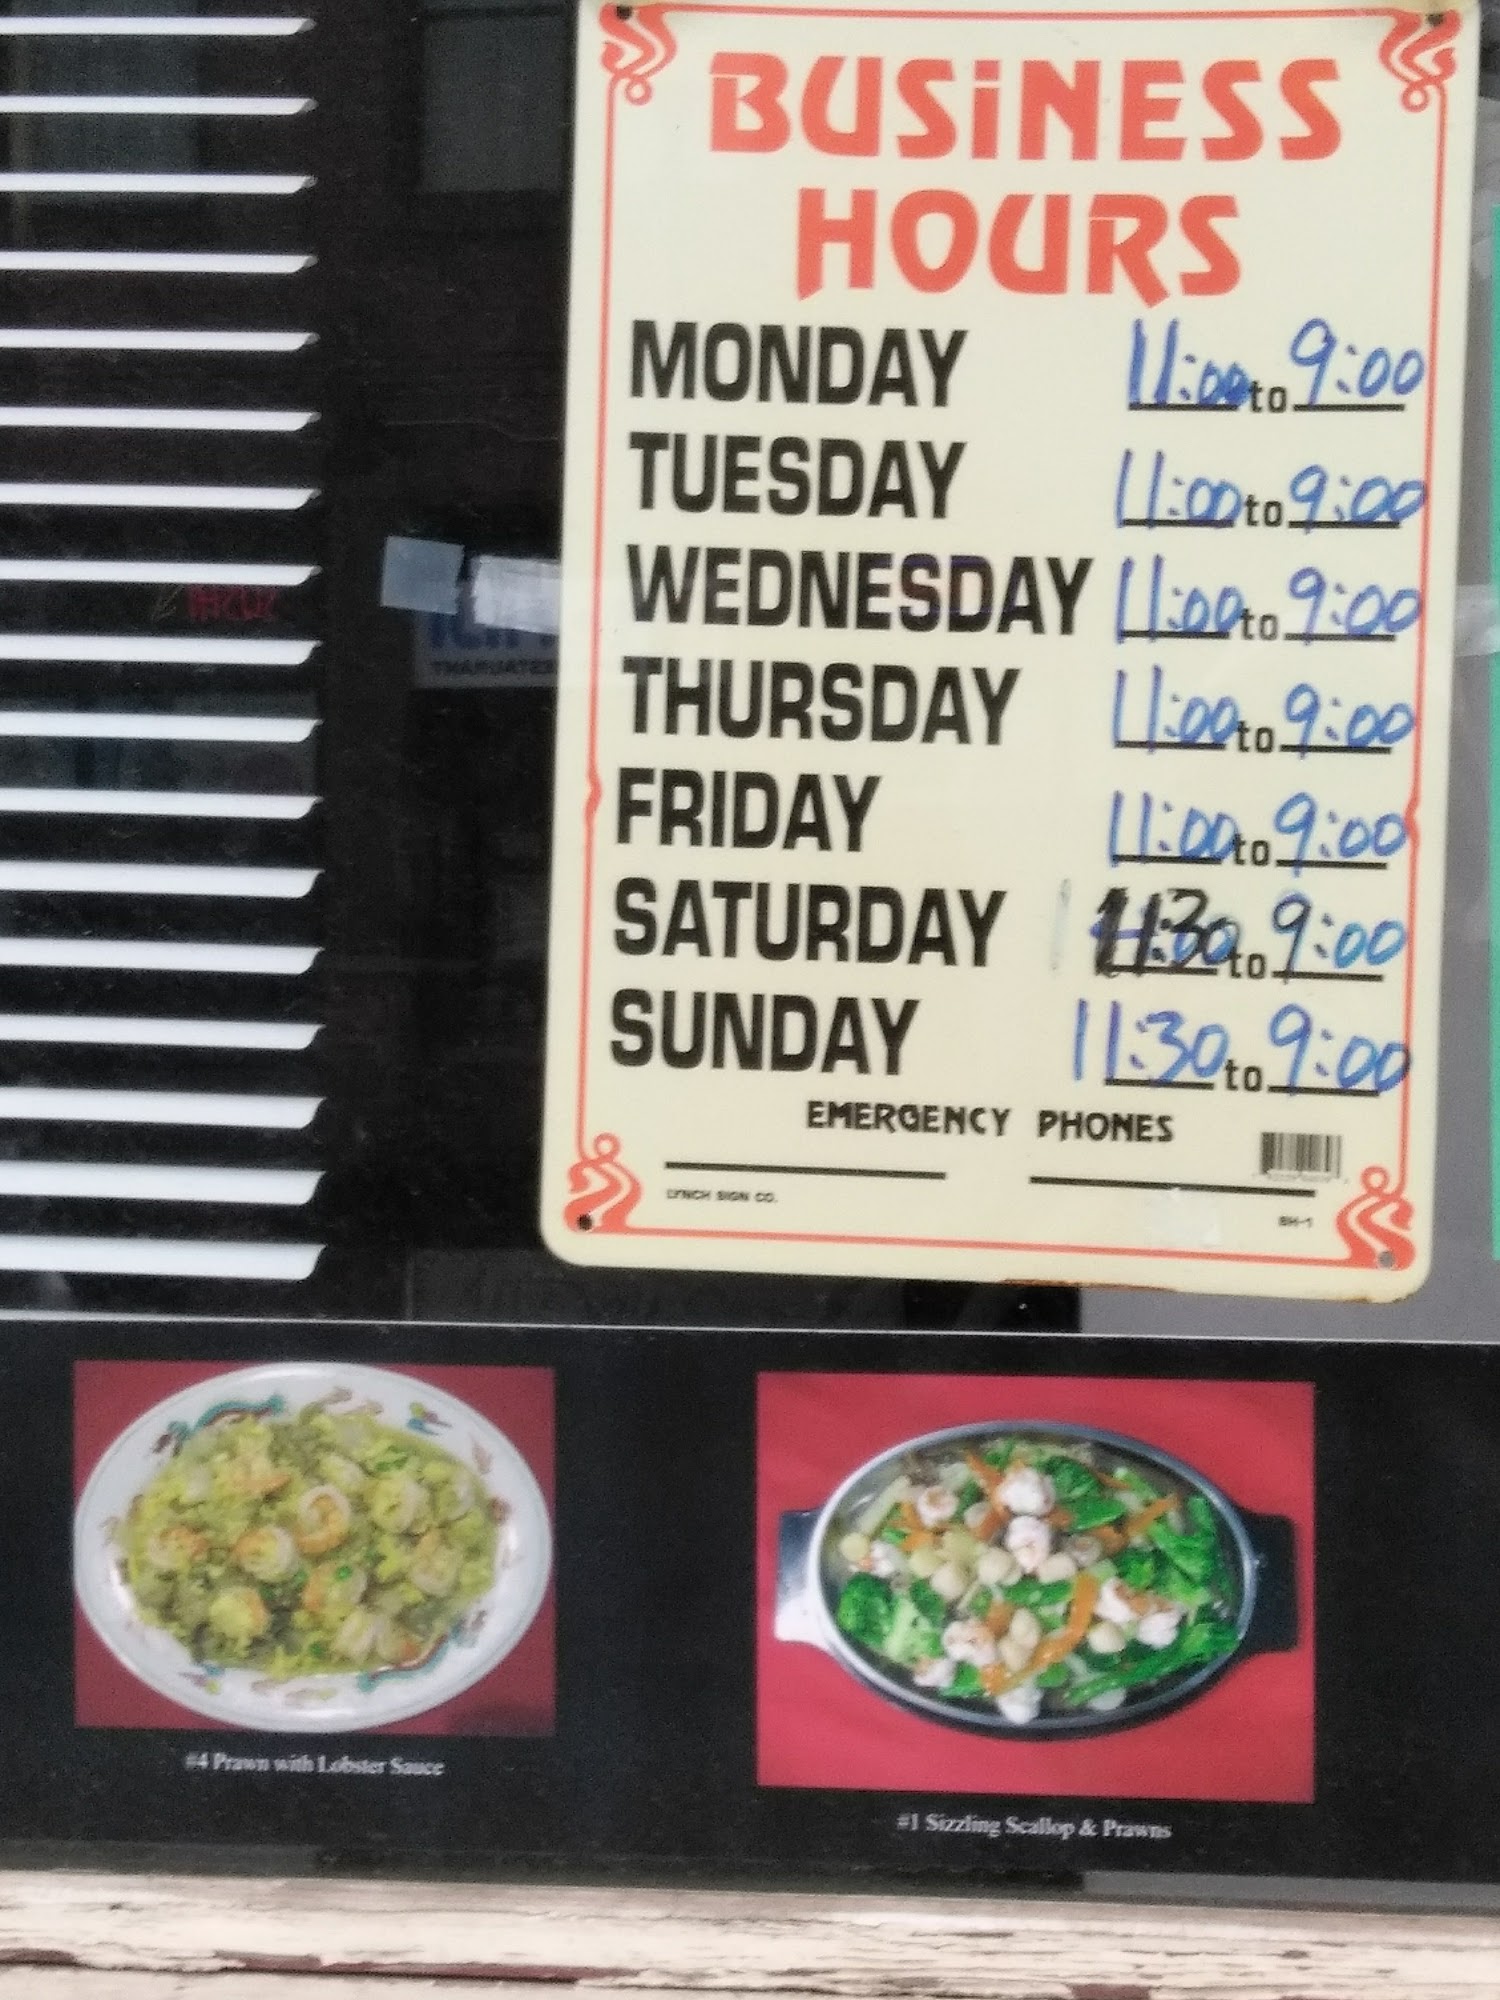 BUSINESS
HOURS
MONDAY 11:00 to 9:00
TUESDAY 11:00 to 9:00
WEDNESDAY 11:00 to 9:00
THURSDAY 11:00 to 9:00
FRIDAY 11:00 to 9:00
SATURDAY 11:30 to 9:00
SUNDAY 11:30 to 9:00
EMERGENCY PHONES
LYNCH SIGN CO.
BH-1
#4 Prawn with Lobster Sauce
#1 Sizzling Scallop & Prawns